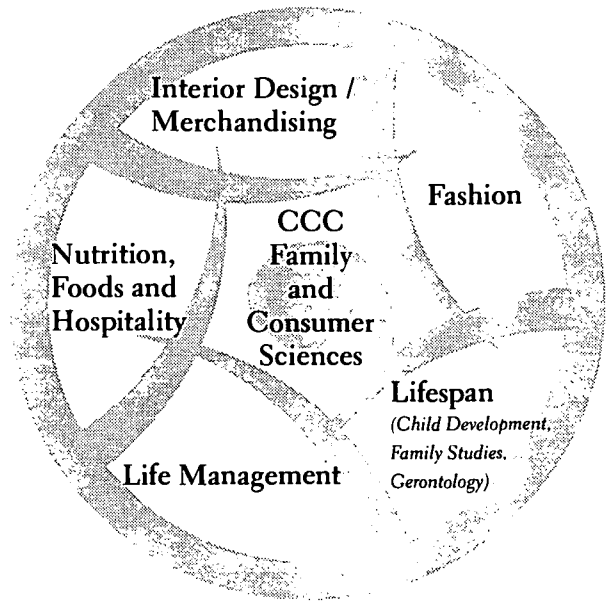 Interior Design /
Merchandising
Fashion
CCC
Family
and
Consumer
Sciences
Nutrition,
Foods and
Hospitality
Lifespan
(Child Development,
Family Studies,
Gerontology)
Life Management